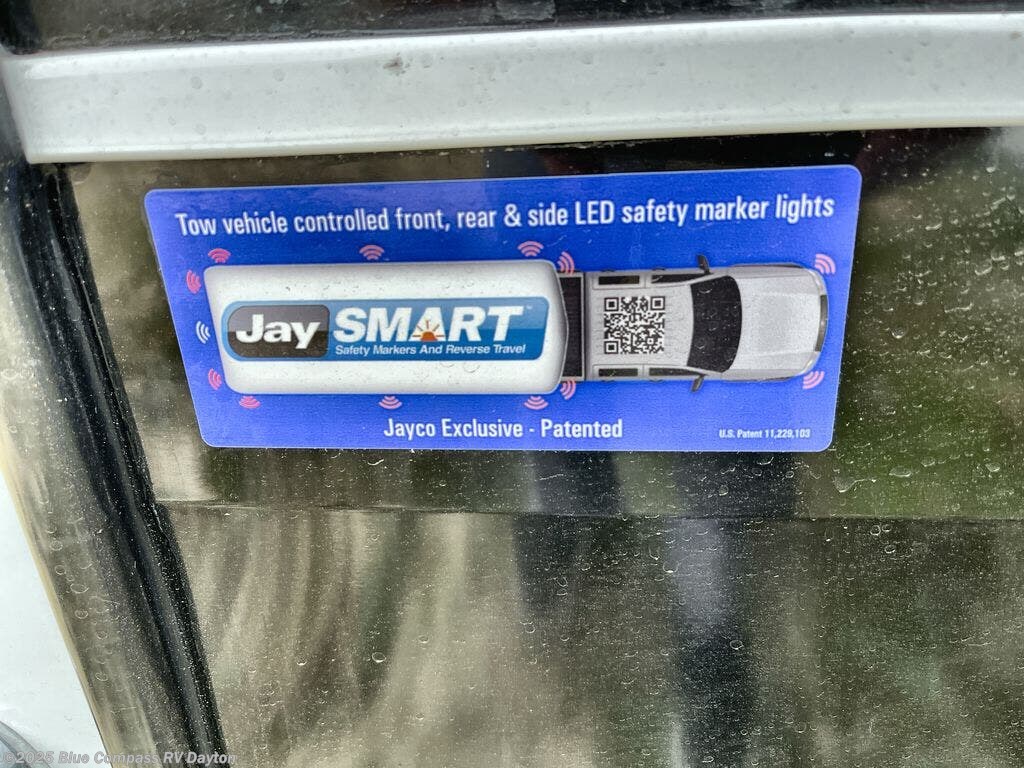 Tow vehicle controlled front, rear & side LED safety marker lights
Jay SMART™
Safety Markers And Reverse Travel
Jayco Exclusive - Patented
U.S. Patent 11,229,103
©2025 Blue Compass RV Dayton